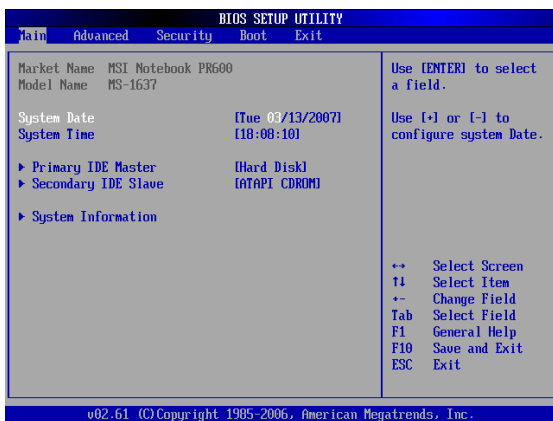 BIOS SETUP UTILITY
Main Advanced Security Boot Exit
Market Name MSI Notebook PR600
Model Name MS-1637
System Date [Tue 03/13/2007]
System Time [18:08:10]
▶ Primary IDE Master [Hard Disk]
▶ Secondary IDE Slave [ATAPI CDROM]
▶ System Information
Use [ENTER] to select
a field.
Use [+] or [-] to
configure system Date.
↔ Select Screen
↑↓ Select Item
+- Change Field
Tab Select Field
F1 General Help
F10 Save and Exit
ESC Exit
v02.61 (C)Copyright 1985-2006, American Megatrends, Inc.